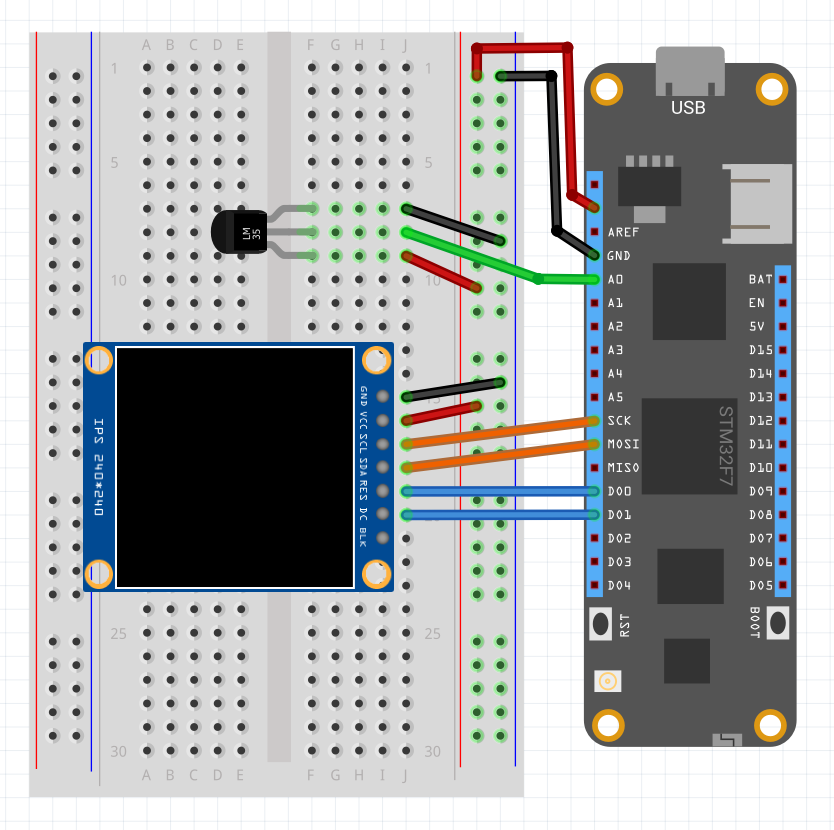 A B C D E F G H I J
1 1
5 5
10 10
15
25 25
30 30
A B C D E F G H I J
LM
35
IPS 240*240
GND VCC SCL SDA RES DC BLK
USB
AREF
GND
A0
A1
A2
A3
A4
A5
SCK
MOSI
MISO
D00
D01
D02
D03
D04
BAT
EN
5V
D15
D14
D13
D12
D11
D10
D09
D08
D07
D06
D05
STM32F7
RST
BOOT